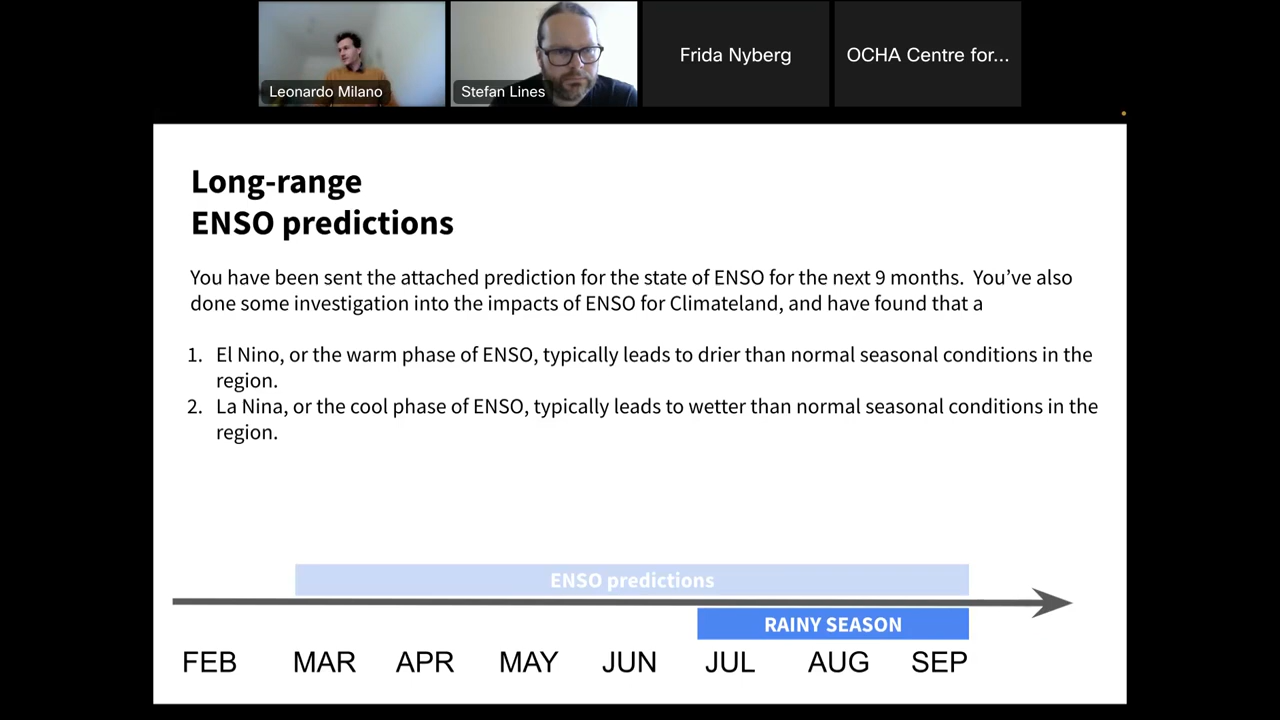 Leonardo Milano
Stefan Lines
Frida Nyberg
OCHA Centre for...
Long-range
ENSO predictions
You have been sent the attached prediction for the state of ENSO for the next 9 months.  You’ve also
done some investigation into the impacts of ENSO for Climateland, and have found that a
1. El Nino, or the warm phase of ENSO, typically leads to drier than normal seasonal conditions in the
region.
2. La Nina, or the cool phase of ENSO, typically leads to wetter than normal seasonal conditions in the
region.
ENSO predictions
RAINY SEASON
FEB MAR APR MAY JUN JUL AUG SEP